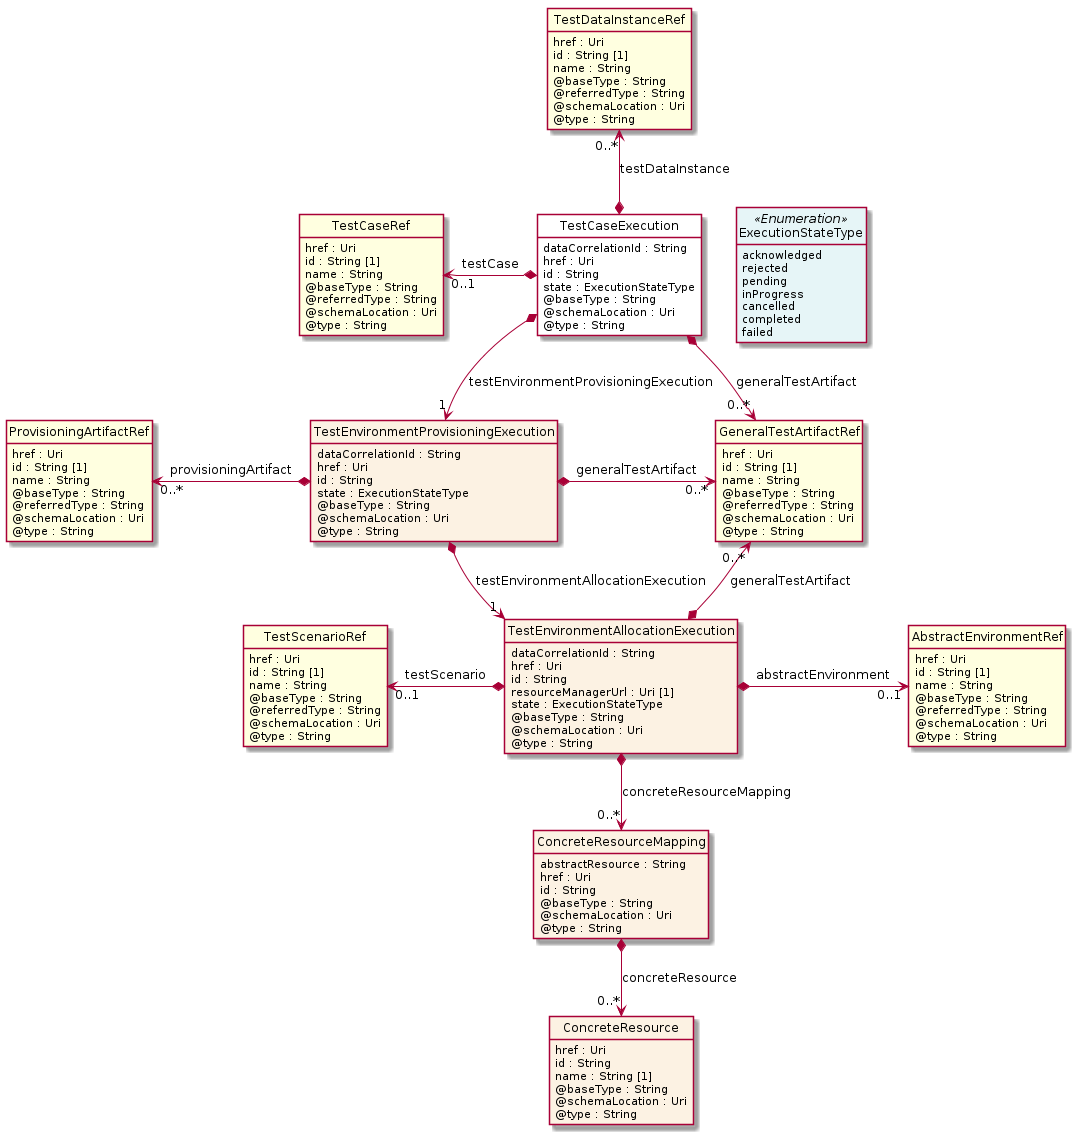 TestDataInstanceRef
href : Uri
id : String [1]
name : String
@baseType : String
@referredType : String
@schemaLocation : Uri
@type : String
0..*
testDataInstance
TestCaseRef
href : Uri
id : String [1]
name : String
@baseType : String
@referredType : String
@schemaLocation : Uri
@type : String
testCase
0..1
TestCaseExecution
dataCorrelationId : String
href : Uri
id : String
state : ExecutionStateType
@baseType : String
@schemaLocation : Uri
@type : String
«Enumeration»
ExecutionStateType
acknowledged
rejected
pending
inProgress
cancelled
completed
failed
testEnvironmentProvisioningExecution
1
generalTestArtifact
0..*
ProvisioningArtifactRef
href : Uri
id : String [1]
name : String
@baseType : String
@referredType : String
@schemaLocation : Uri
@type : String
provisioningArtifact
0..*
TestEnvironmentProvisioningExecution
dataCorrelationId : String
href : Uri
id : String
state : ExecutionStateType
@baseType : String
@schemaLocation : Uri
@type : String
generalTestArtifact
0..*
GeneralTestArtifactRef
href : Uri
id : String [1]
name : String
@baseType : String
@referredType : String
@schemaLocation : Uri
@type : String
0..*
testEnvironmentAllocationExecution
generalTestArtifact
1
TestScenarioRef
href : Uri
id : String [1]
name : String
@baseType : String
@referredType : String
@schemaLocation : Uri
@type : String
testScenario
0..1
TestEnvironmentAllocationExecution
dataCorrelationId : String
href : Uri
id : String
resourceManagerUrl : Uri [1]
state : ExecutionStateType
@baseType : String
@schemaLocation : Uri
@type : String
abstractEnvironment
0..1
AbstractEnvironmentRef
href : Uri
id : String [1]
name : String
@baseType : String
@referredType : String
@schemaLocation : Uri
@type : String
concreteResourceMapping
0..*
ConcreteResourceMapping
abstractResource : String
href : Uri
id : String
@baseType : String
@schemaLocation : Uri
@type : String
concreteResource
0..*
ConcreteResource
href : Uri
id : String
name : String [1]
@baseType : String
@schemaLocation : Uri
@type : String